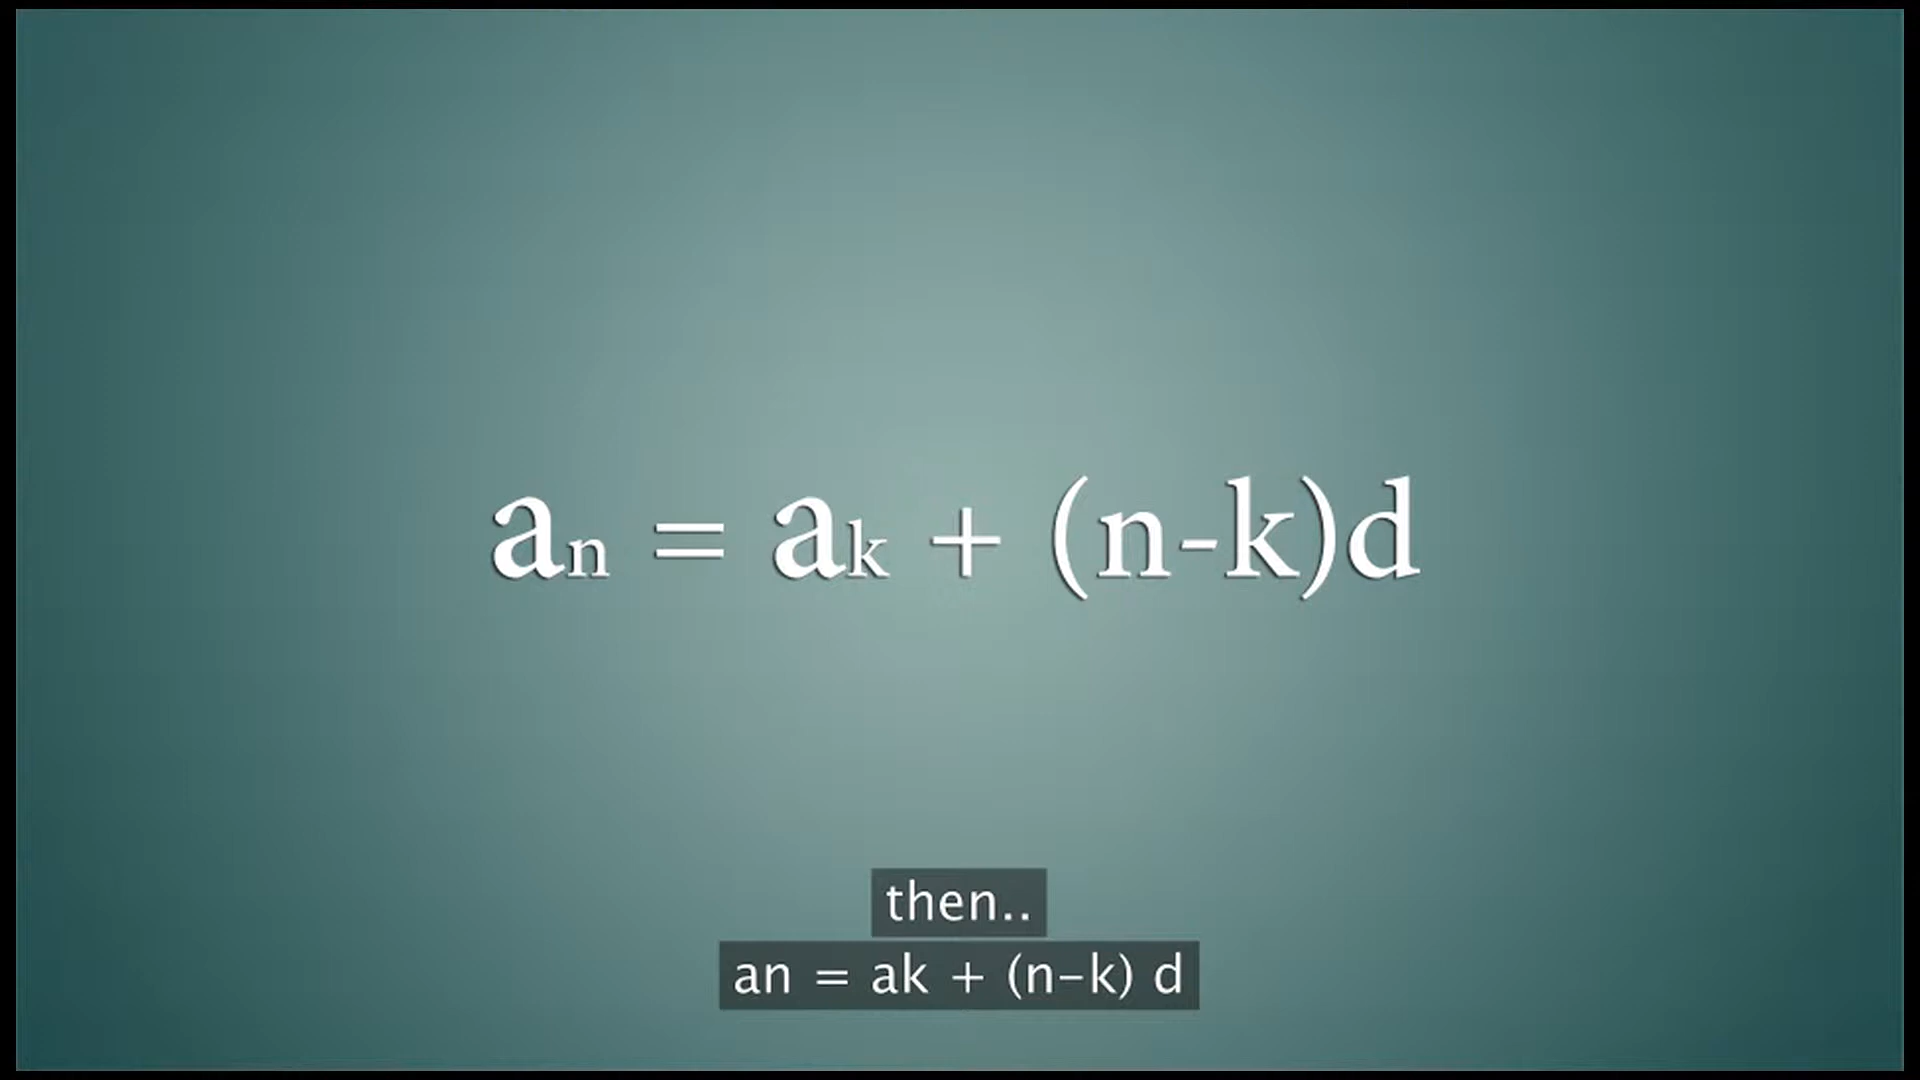 an = ak + (n-k)d
then..
an = ak + (n-k) d